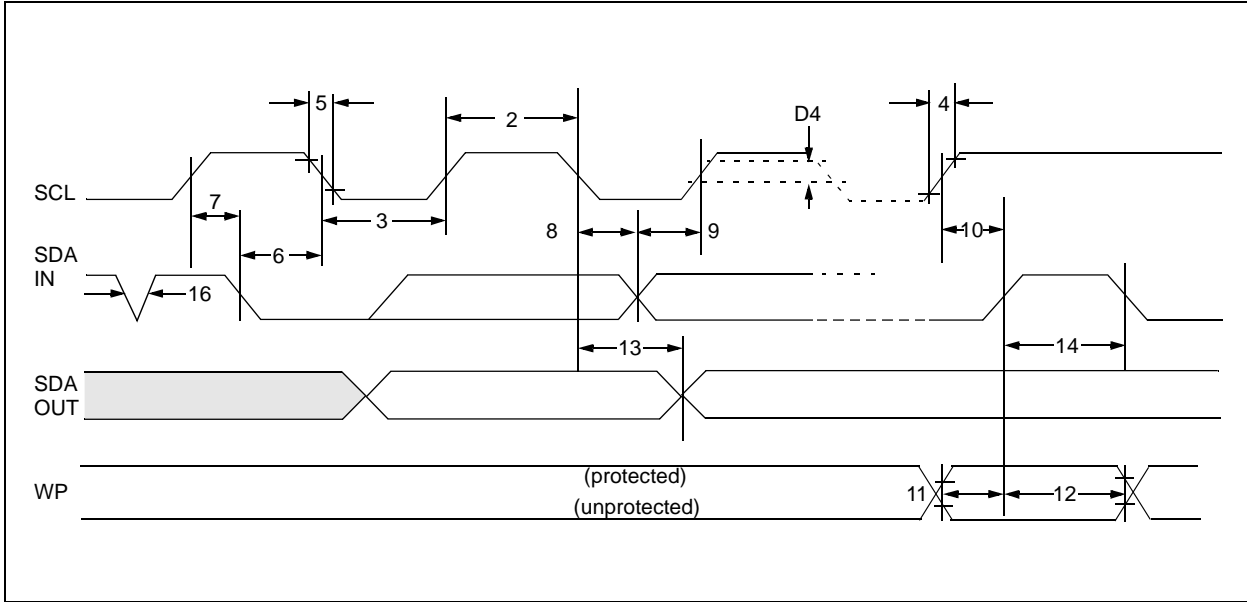 5
2
D4
4
SCL
7
3
8
9
10
SDA
IN
6
16
13
14
SDA
OUT
WP
(protected)
(unprotected)
11
12